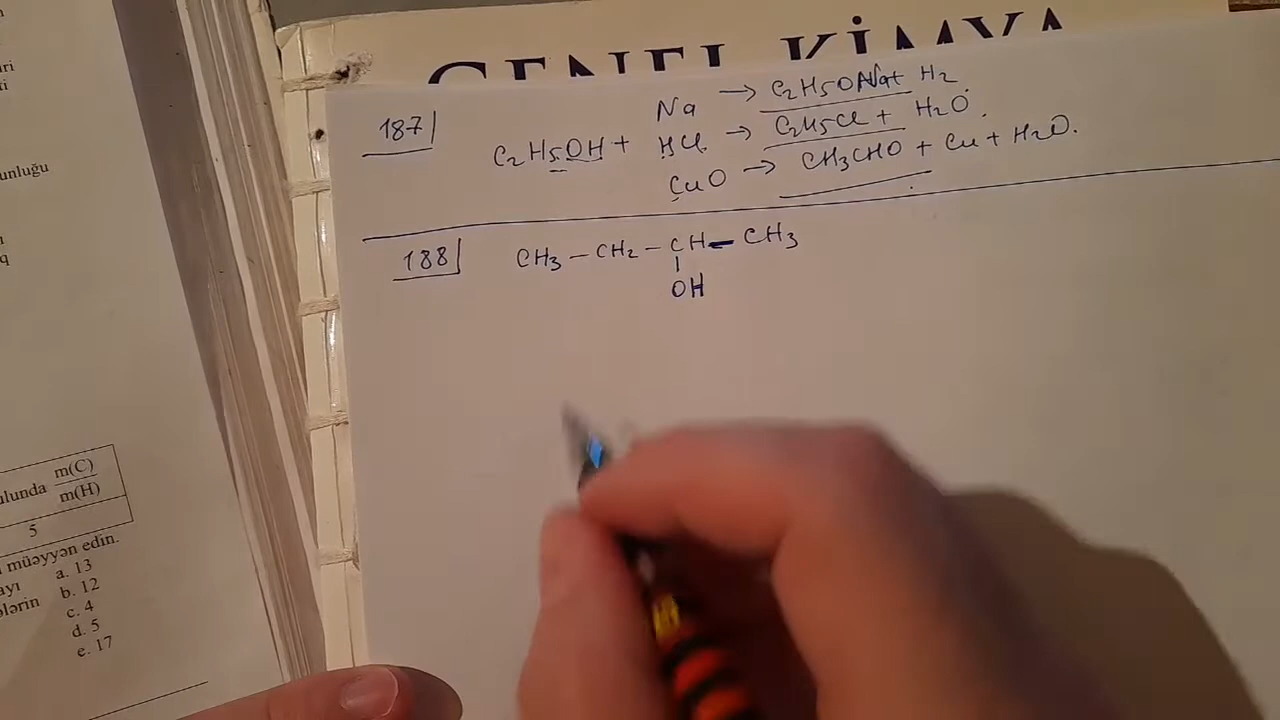 GENEL KİMYA
187
Na → C2H5ONa + H2
C2H5OH + HCl → C2H5Cl + H2O.
CuO → CH3CHO + Cu + H2O.
188
CH3 – CH2 – CH – CH3
OH
unluğu
ulunda m(C)
m(H)
5
müəyyən edin.
a. 13
b. 12
c. 4
d. 5
e. 17